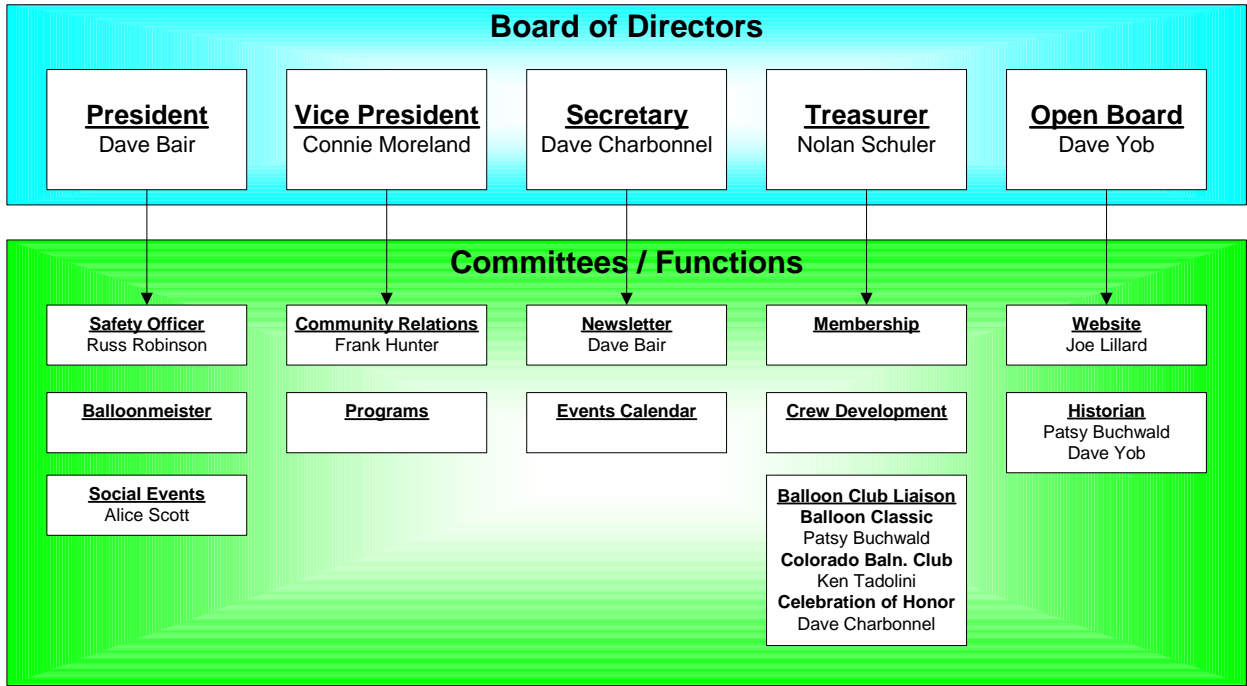 Board of Directors
President
Dave Bair
Vice President
Connie Moreland
Secretary
Dave Charbonnel
Treasurer
Nolan Schuler
Open Board
Dave Yob
Committees / Functions
Safety Officer
Russ Robinson
Community Relations
Frank Hunter
Newsletter
Dave Bair
Membership
Website
Joe Lillard
Balloonmeister
Programs
Events Calendar
Crew Development
Historian
Patsy Buchwald
Dave Yob
Social Events
Alice Scott
Balloon Club Liaison
Balloon Classic
Patsy Buchwald
Colorado Baln. Club
Ken Tadolini
Celebration of Honor
Dave Charbonnel